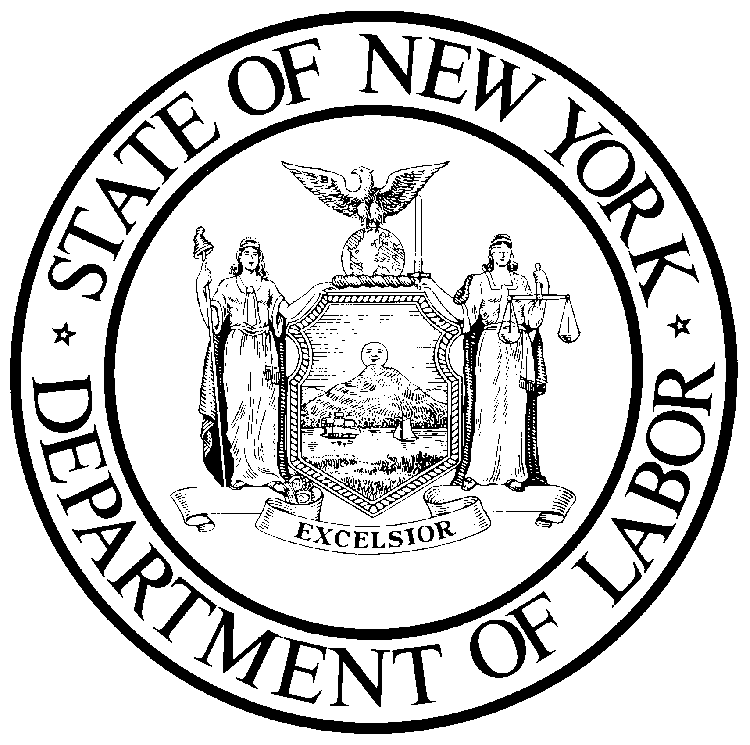 STATE OF NEW YORK
DEPARTMENT OF LABOR
EXCELSIOR